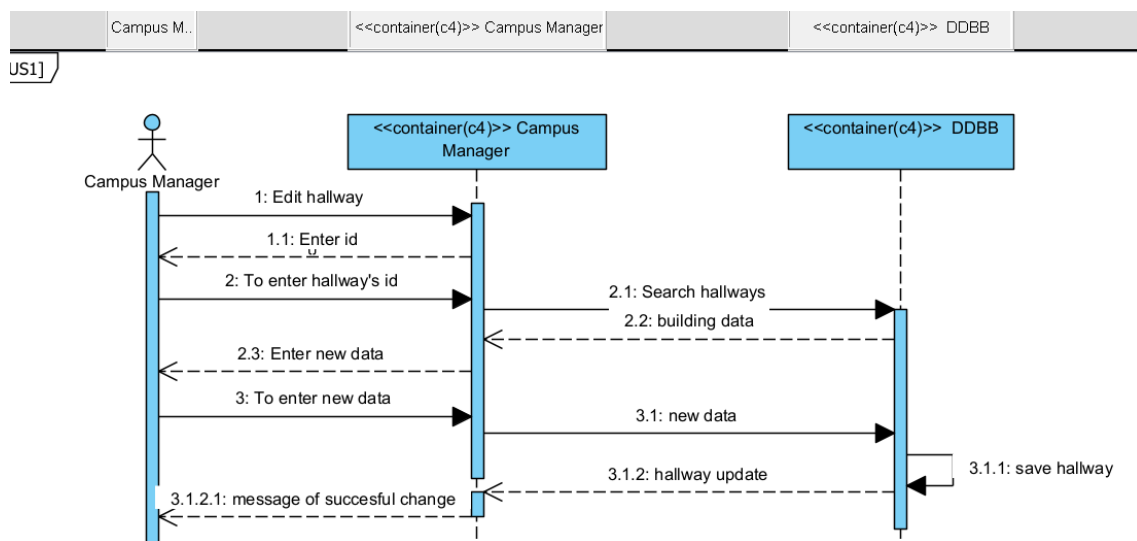 Campus M..
<<container(c4)>> Campus Manager
<<container(c4)>>  DDBB
US1]
<<container(c4)>> Campus
Manager
<<container(c4)>>  DDBB
Campus Manager
1: Edit hallway
1.1: Enter id
2: To enter hallway's id
2.1: Search hallways
2.2: building data
2.3: Enter new data
3: To enter new data
3.1: new data
3.1.1: save hallway
3.1.2: hallway update
3.1.2.1: message of succesful change